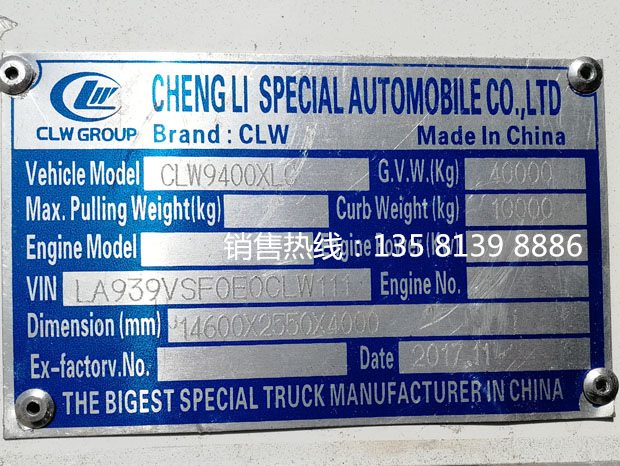 CHENG LI SPECIAL AUTOMOBILE CO.,LTD
CLW GROUP Brand : CLW Made In China
Vehicle Model CLW9400XLC G.V.W.(Kg) 40000
Max. Pulling Weight(kg) Curb Weight (kg) 10000
Engine Model
销售热线：135 8139 8886
VIN LA939VSF0E0CLW111 Engine No.
Dimension (mm) 14600X2550X4000
Ex-factorv.No. Date 2017.11
THE BIGEST SPECIAL TRUCK MANUFACTURER IN CHINA